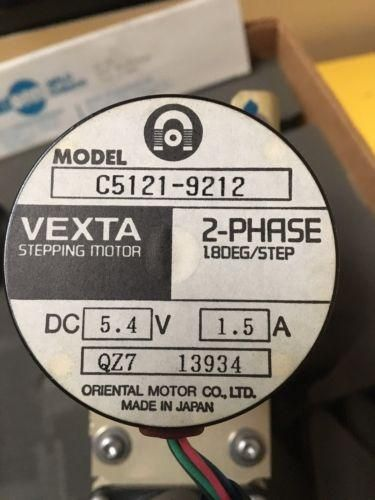 MODEL
C5121-9212
VEXTA
STEPPING MOTOR
2-PHASE
1.8DEG/STEP
DC 5.4 V 1.5 A
QZ7 13934
ORIENTAL MOTOR CO., LTD.
MADE IN JAPAN